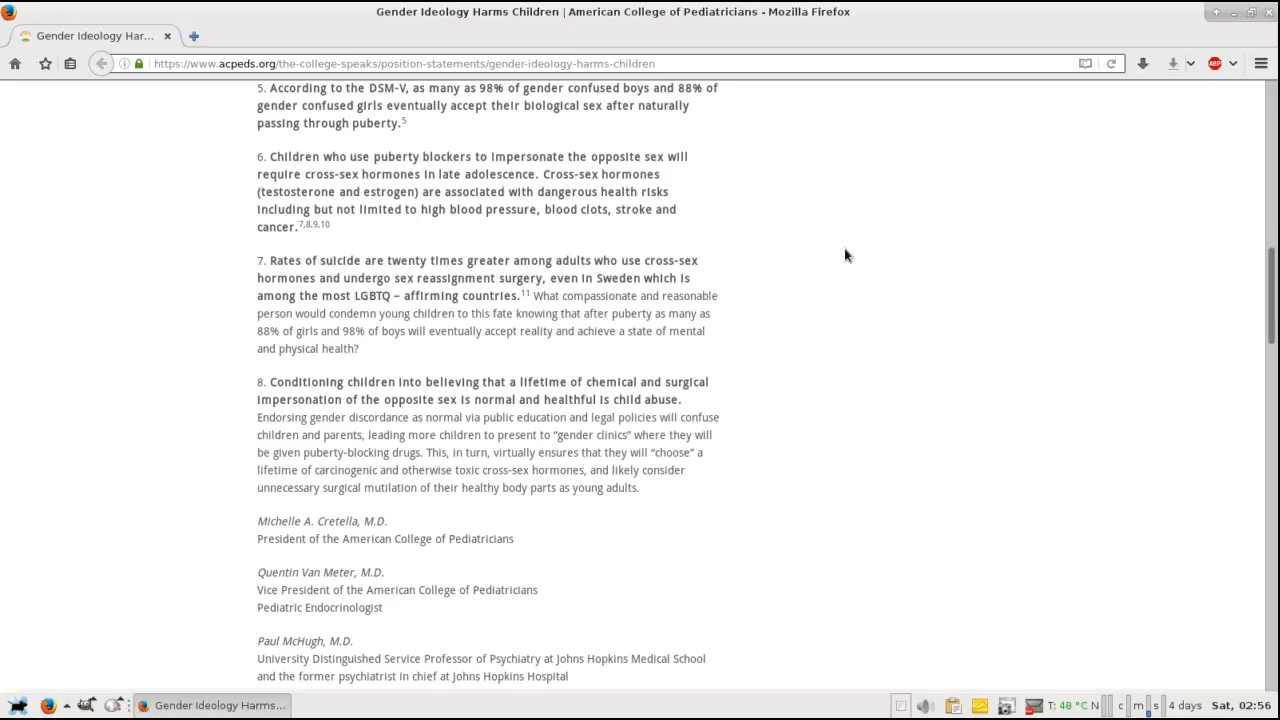 Gender Ideology Harms Children | American College of Pediatricians - Mozilla Firefox
Gender Ideology Har...
https://www.acpeds.org/the-college-speaks/position-statements/gender-ideology-harms-children
ABP
5. According to the DSM-V, as many as 98% of gender confused boys and 88% of
gender confused girls eventually accept their biological sex after naturally
passing through puberty.5
6. Children who use puberty blockers to impersonate the opposite sex will
require cross-sex hormones in late adolescence. Cross-sex hormones
(testosterone and estrogen) are associated with dangerous health risks
including but not limited to high blood pressure, blood clots, stroke and
cancer.7,8,9,10
7. Rates of suicide are twenty times greater among adults who use cross-sex
hormones and undergo sex reassignment surgery, even in Sweden which is
among the most LGBTQ – affirming countries.11 What compassionate and reasonable
person would condemn young children to this fate knowing that after puberty as many as
88% of girls and 98% of boys will eventually accept reality and achieve a state of mental
and physical health?
8. Conditioning children into believing that a lifetime of chemical and surgical
impersonation of the opposite sex is normal and healthful is child abuse.
Endorsing gender discordance as normal via public education and legal policies will confuse
children and parents, leading more children to present to “gender clinics” where they will
be given puberty-blocking drugs. This, in turn, virtually ensures that they will “choose” a
lifetime of carcinogenic and otherwise toxic cross-sex hormones, and likely consider
unnecessary surgical mutilation of their healthy body parts as young adults.
Michelle A. Cretella, M.D.
President of the American College of Pediatricians
Quentin Van Meter, M.D.
Vice President of the American College of Pediatricians
Pediatric Endocrinologist
Paul McHugh, M.D.
University Distinguished Service Professor of Psychiatry at Johns Hopkins Medical School
and the former psychiatrist in chief at Johns Hopkins Hospital
Gender Ideology Harms...
T: 48 °C N c m s 4 days Sat, 02:56